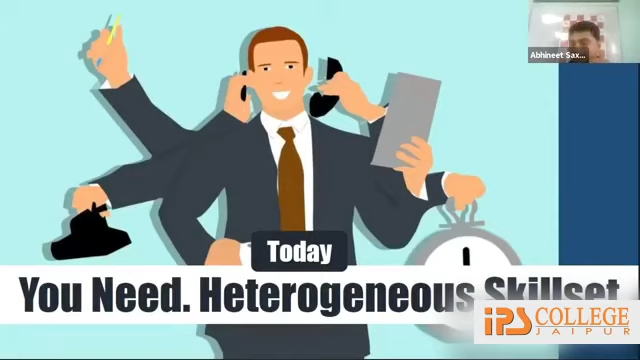 Abhineet Sax...
Today
You Need. Heterogeneous Skillset
iPS COLLEGE
JAIPUR